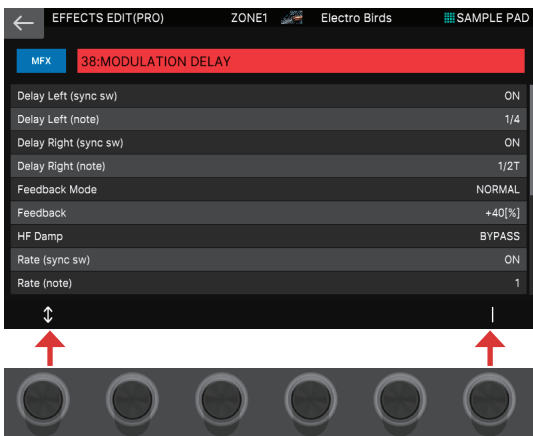 EFFECTS EDIT(PRO) ZONE1 Electro Birds SAMPLE PAD
MFX 38:MODULATION DELAY
Delay Left (sync sw) ON
Delay Left (note) 1/4
Delay Right (sync sw) ON
Delay Right (note) 1/2T
Feedback Mode NORMAL
Feedback +40[%]
HF Damp BYPASS
Rate (sync sw) ON
Rate (note) 1